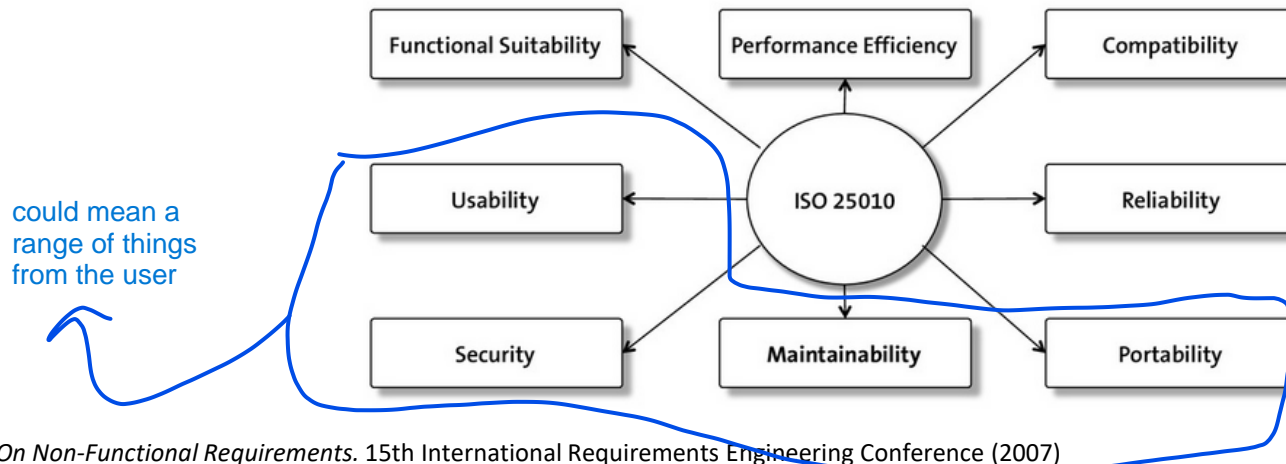 Functional Suitability
Performance Efficiency
Compatibility
could mean a
range of things
from the user
Usability
ISO 25010
Reliability
Security
Maintainability
Portability
On Non-Functional Requirements. 15th International Requirements Engineering Conference (2007)